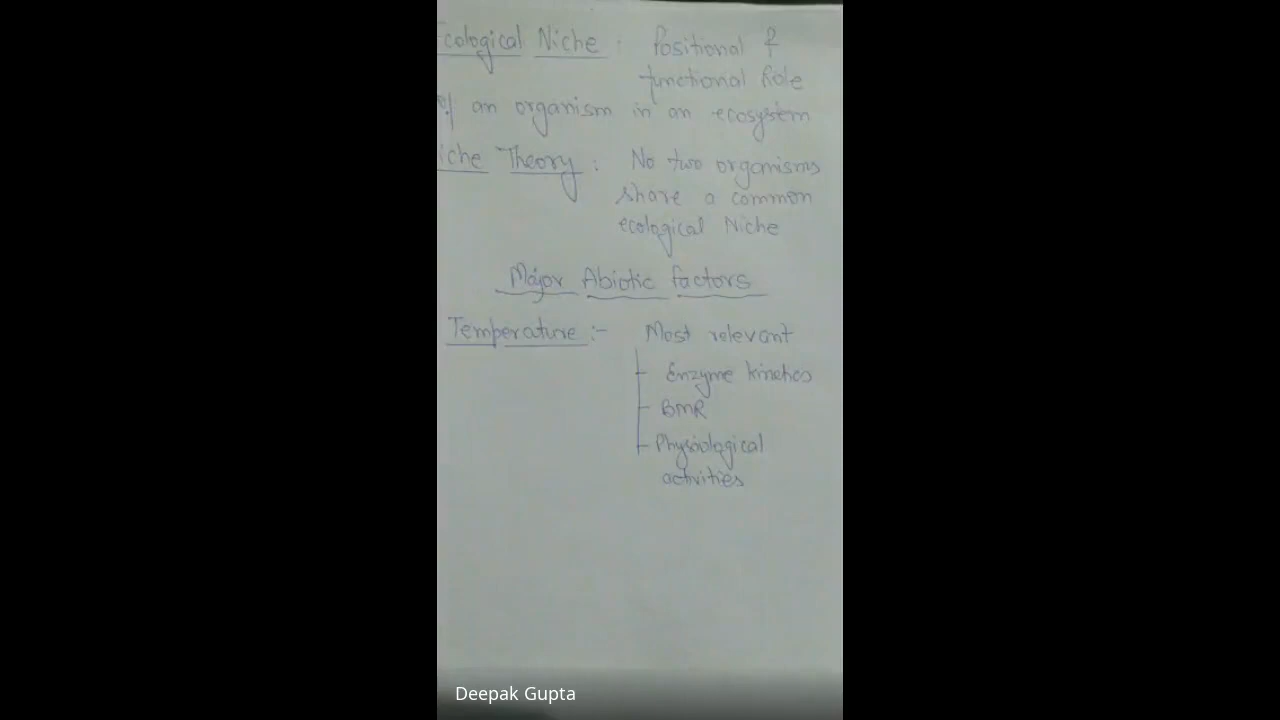 Ecological Niche : Positional &
functional Role
of an organism in an ecosystem
iche Theory : No two organisms
share a common
ecological Niche
Major Abiotic factors
Temperature :- Most relevant
Enzyme kinetics
BMR
Physiological
activities
Deepak Gupta